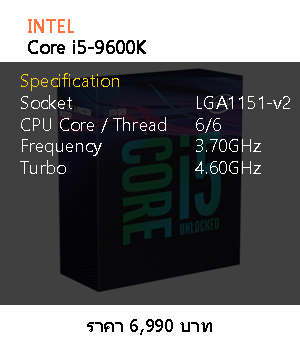 INTEL
Core i5-9600K
Specification
Socket LGA1151-v2
CPU Core / Thread 6/6
Frequency 3.70GHz
Turbo 4.60GHz
CORE
i5
UNLOCKED
ราคา 6,990 บาท